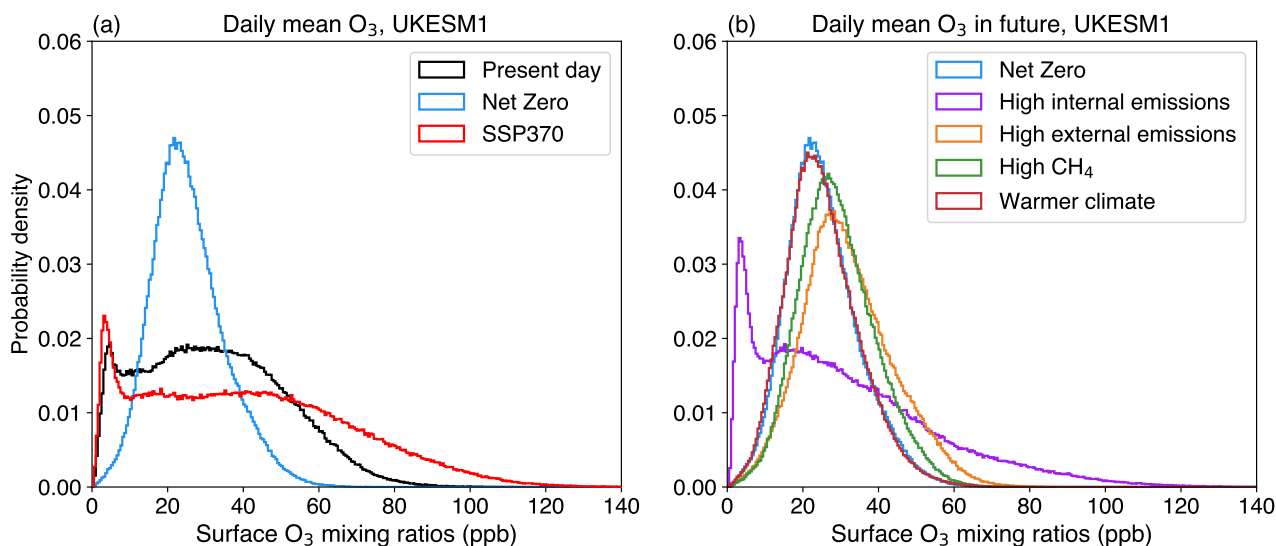 (a)
Daily mean O₃, UKESM1
0.06
0.05
0.04
0.03
0.02
0.01
0.00
Probability density
Present day
Net Zero
SSP370
0 20 40 60 80 100 120 140
Surface O₃ mixing ratios (ppb)
(b)
Daily mean O₃ in future, UKESM1
0.06
0.05
0.04
0.03
0.02
0.01
0.00
Net Zero
High internal emissions
High external emissions
High CH₄
Warmer climate
0 20 40 60 80 100 120 140
Surface O₃ mixing ratios (ppb)